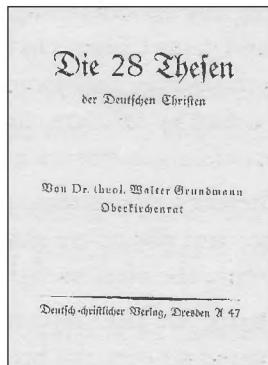 Die 28 Thesen
der Deutschen Christen
Von Dr. theol. Walter Grundmann
Oberkirchenrat
Deutsch-christlicher Verlag, Dresden A 47